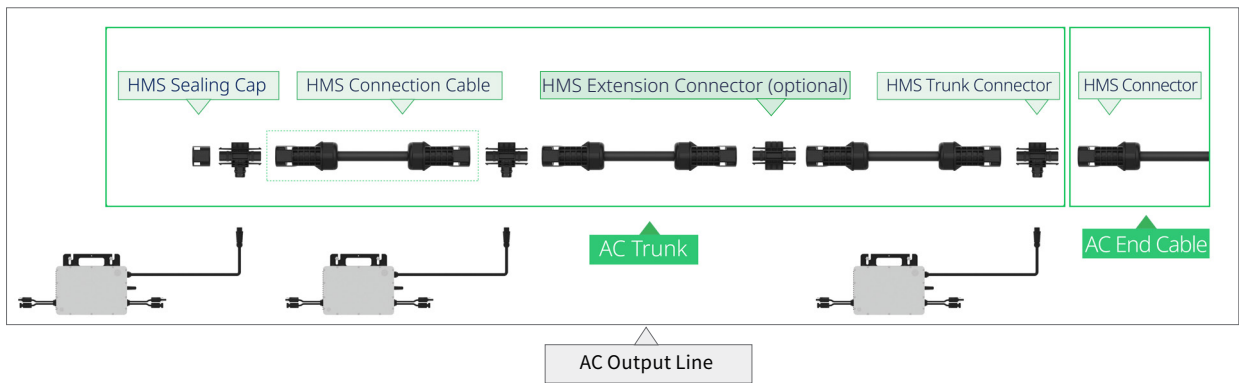 HMS Sealing Cap
HMS Connection Cable
HMS Extension Connector (optional)
HMS Trunk Connector
HMS Connector
AC Trunk
AC End Cable
AC Output Line